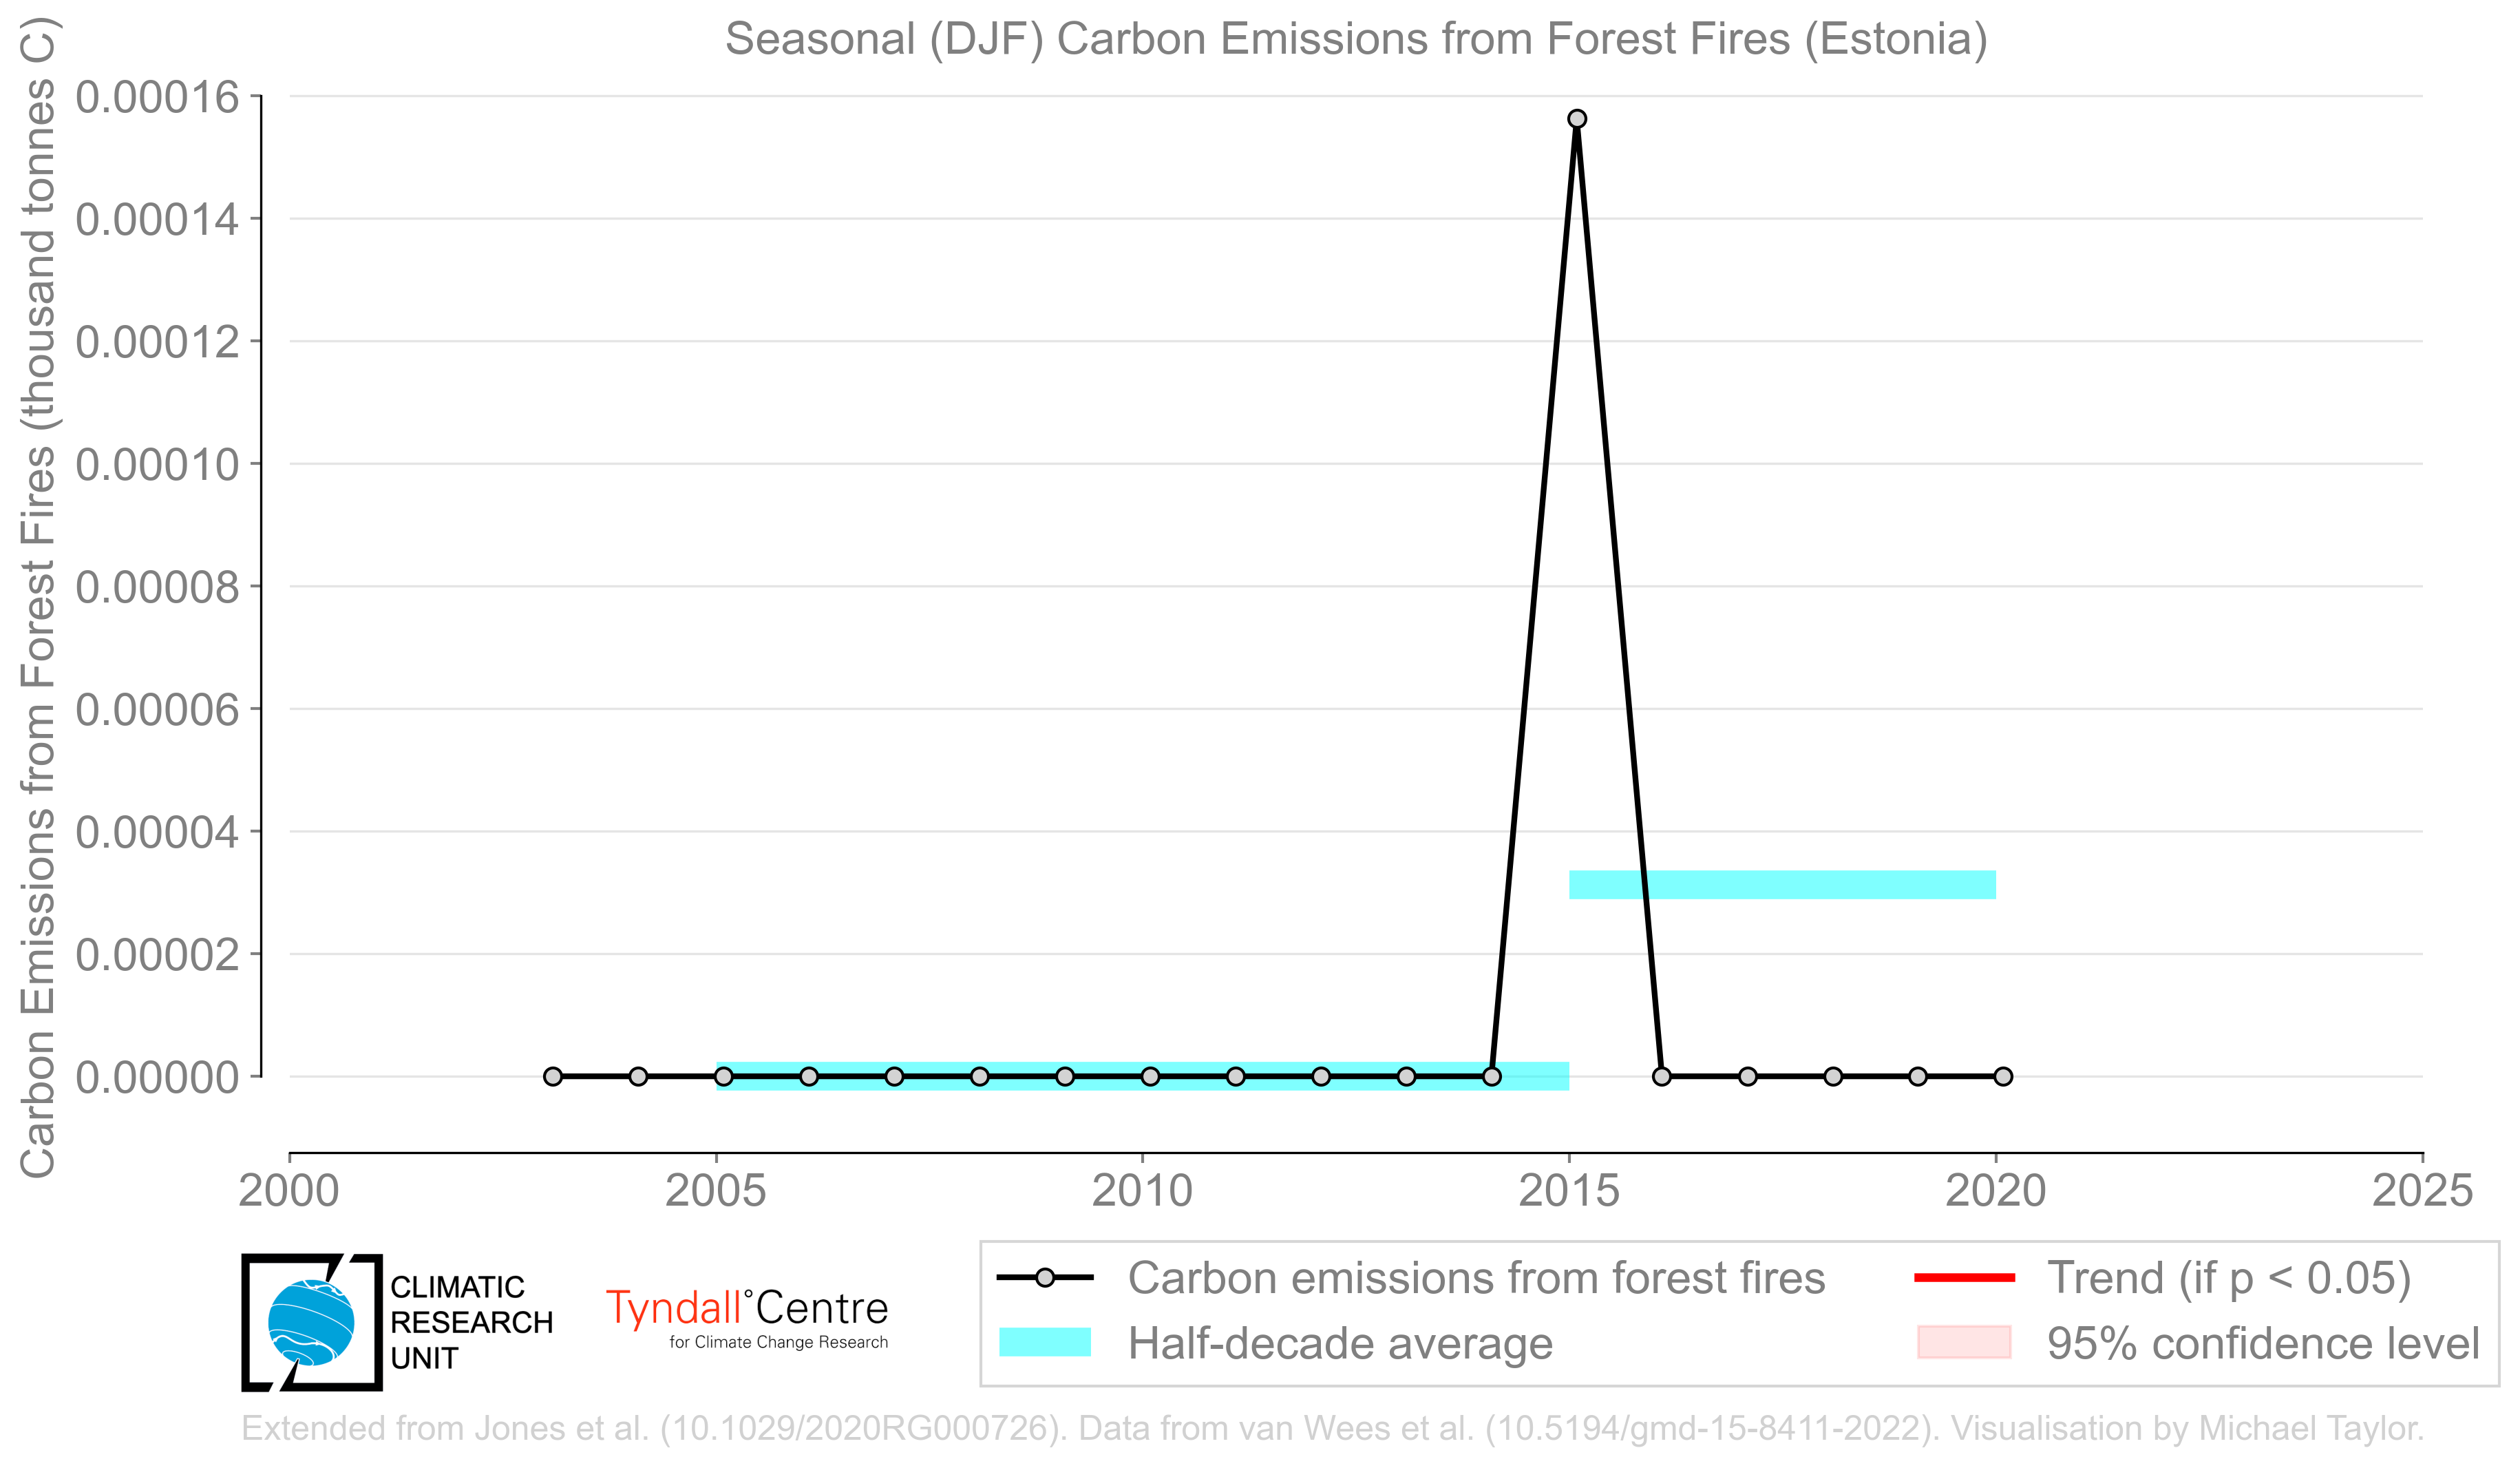 Seasonal (DJF) Carbon Emissions from Forest Fires (Estonia)
Carbon Emissions from Forest Fires (thousand tonnes C)
0.00016
0.00014
0.00012
0.00010
0.00008
0.00006
0.00004
0.00002
0.00000
2000 2005 2010 2015 2020 2025
CLIMATIC
RESEARCH
UNIT
Tyndall°Centre
for Climate Change Research
Carbon emissions from forest fires
Half-decade average
Trend (if p < 0.05)
95% confidence level
Extended from Jones et al. (10.1029/2020RG000726). Data from van Wees et al. (10.5194/gmd-15-8411-2022). Visualisation by Michael Taylor.